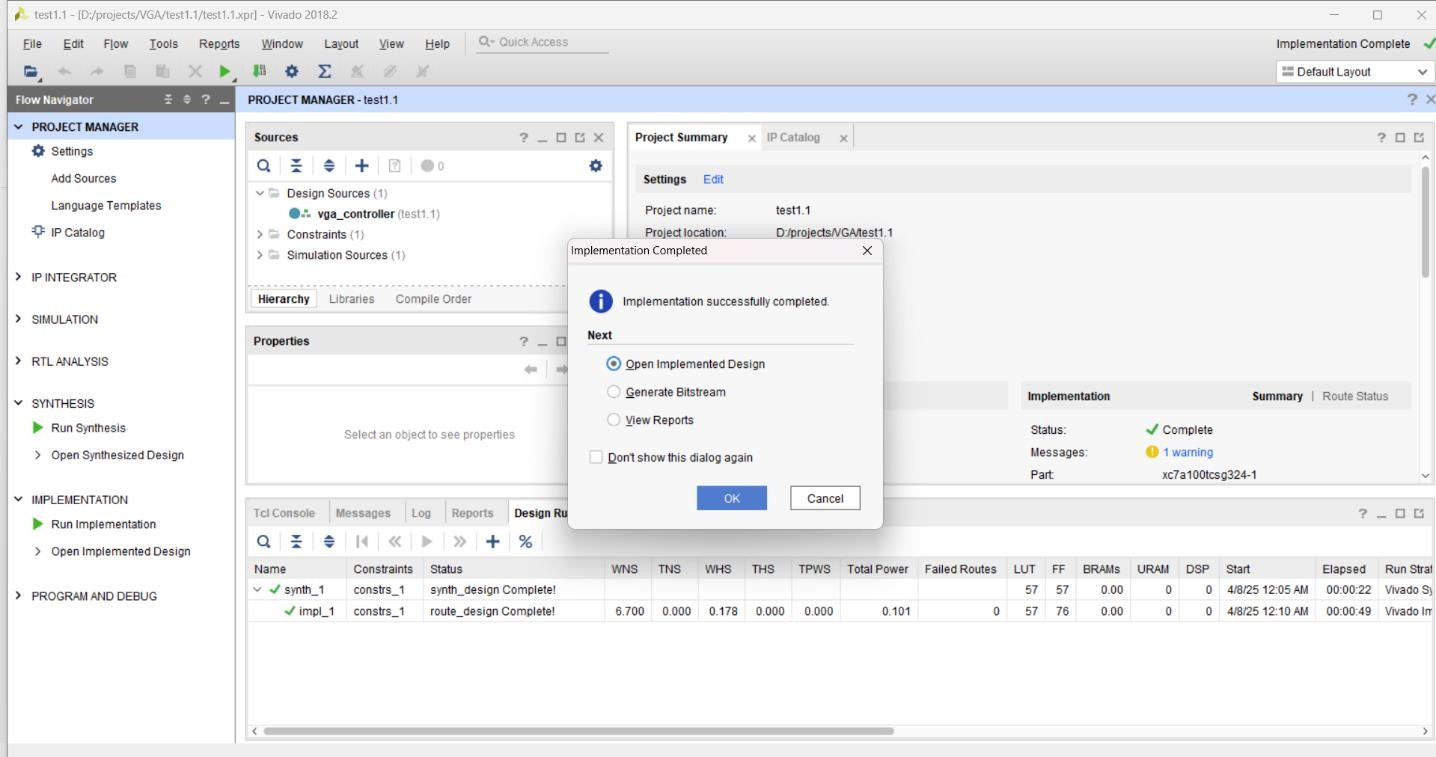 test1.1 - [D:/projects/VGA/test1.1/test1.1.xpr] - Vivado 2018.2
File Edit Flow Tools Reports Window Layout View Help Quick Access
Implementation Complete
Default Layout
Flow Navigator
PROJECT MANAGER
Settings
Add Sources
Language Templates
IP Catalog
IP INTEGRATOR
SIMULATION
RTL ANALYSIS
SYNTHESIS
Run Synthesis
Open Synthesized Design
IMPLEMENTATION
Run Implementation
Open Implemented Design
PROGRAM AND DEBUG
PROJECT MANAGER - test1.1
Sources
0
Design Sources (1)
vga_controller (test1.1)
Constraints (1)
Simulation Sources (1)
Hierarchy Libraries Compile Order
Properties
Select an object to see properties
Project Summary IP Catalog
Settings Edit
Project name: test1.1
Project location: D:/projects/VGA/test1.1
Implementation Summary | Route Status
Status: Complete
Messages: 1 warning
Part: xc7a100tcsg324-1
Implementation Completed
Implementation successfully completed.
Next
Open Implemented Design
Generate Bitstream
View Reports
Don't show this dialog again
OK Cancel
Tcl Console Messages Log Reports Design Ru
Name Constraints Status WNS TNS WHS THS TPWS Total Power Failed Routes LUT FF BRAMs URAM DSP Start Elapsed Run Strat
synth_1 constrs_1 synth_design Complete! 57 57 0.00 0 0 4/8/25 12:05 AM 00:00:22 Vivado Sy
impl_1 constrs_1 route_design Complete! 6.700 0.000 0.178 0.000 0.000 0.101 0 57 76 0.00 0 0 4/8/25 12:10 AM 00:00:49 Vivado Im